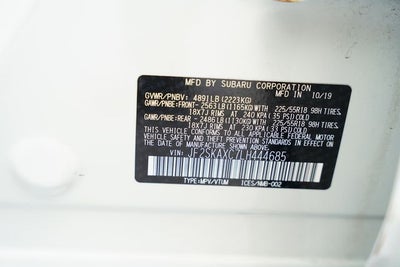 MFD BY SUBARU CORPORATION 10/19
GVWR/PNBV: 4891LB(2223KG)
GAWR/PNBE:FRONT- 2563LB(1165KG)WITH 225/55R18 98H TIRES,
18X7J RIMS AT 240 KPA(35 PSI)COLD
GAWR/PNBE:REAR - 2486LB(1130KG)WITH 225/55R18 98H TIRES,
18X7J RIMS AT 230 KPA(33 PSI)COLD
THIS VEHICLE CONFORMS TO ALL APPLICABLE FEDERAL MOTOR
VEHICLE SAFETY STANDARDS IN EFFECT ON THE
DATE OF MANUFACTURE SHOWN ABOVE.
JF2SKAXC7LH444685
TYPE:MPV/VTUM ICES/NMB-002